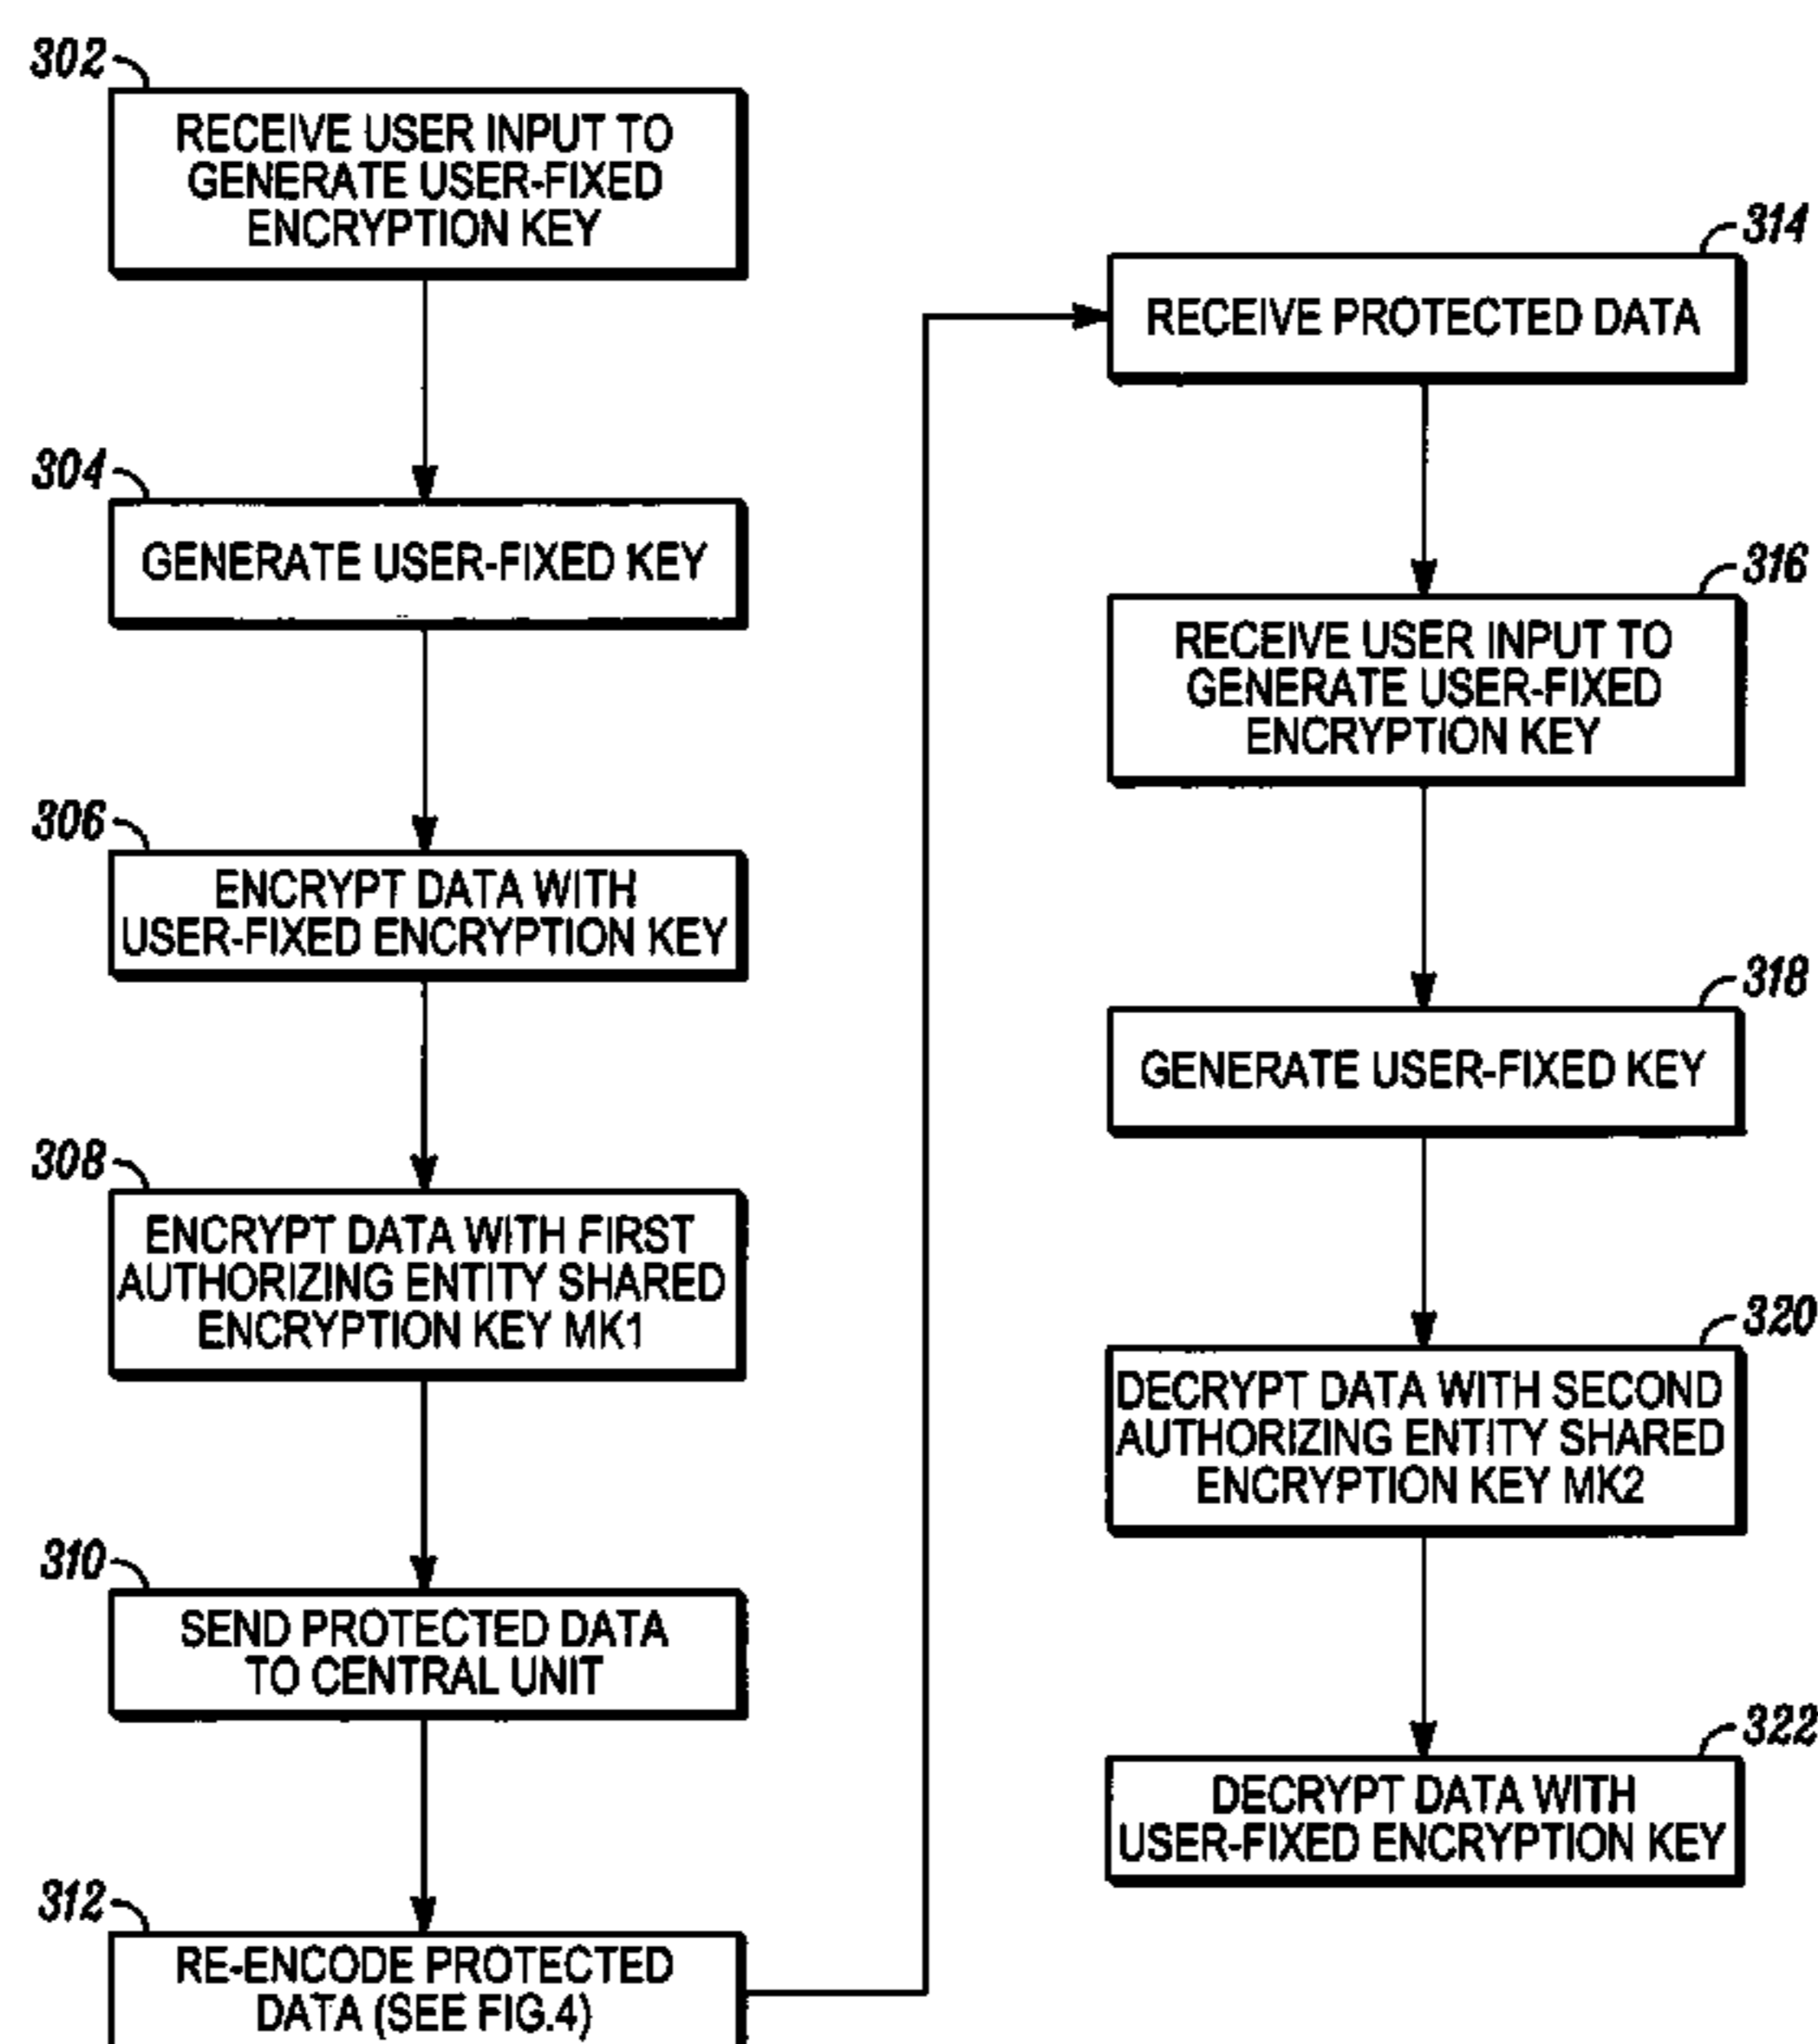 302
RECEIVE USER INPUT TO
GENERATE USER-FIXED
ENCRYPTION KEY
304
GENERATE USER-FIXED KEY
306
ENCRYPT DATA WITH
USER-FIXED ENCRYPTION KEY
308
ENCRYPT DATA WITH FIRST
AUTHORIZING ENTITY SHARED
ENCRYPTION KEY MK1
310
SEND PROTECTED DATA
TO CENTRAL UNIT
312
RE-ENCODE PROTECTED
DATA (SEE FIG.4)
314
RECEIVE PROTECTED DATA
316
RECEIVE USER INPUT TO
GENERATE USER-FIXED
ENCRYPTION KEY
318
GENERATE USER-FIXED KEY
320
DECRYPT DATA WITH SECOND
AUTHORIZING ENTITY SHARED
ENCRYPTION KEY MK2
322
DECRYPT DATA WITH
USER-FIXED ENCRYPTION KEY